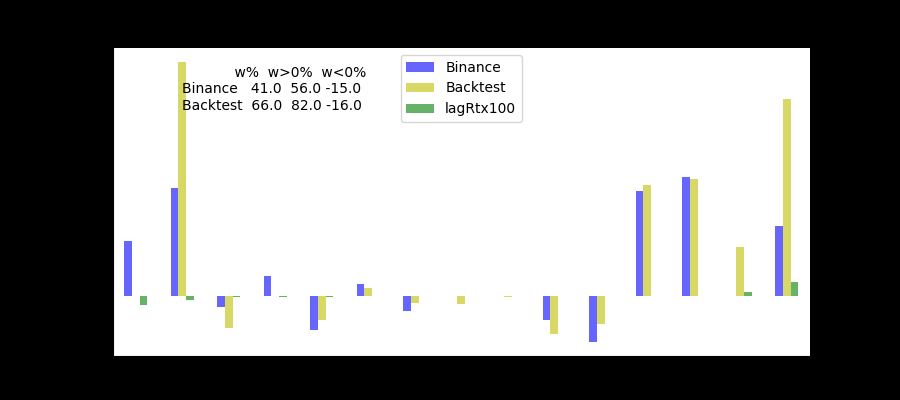 w% w>0% w<0%
Binance 41.0 56.0 -15.0
Backtest 66.0 82.0 -16.0
Binance
Backtest
lagRtx100